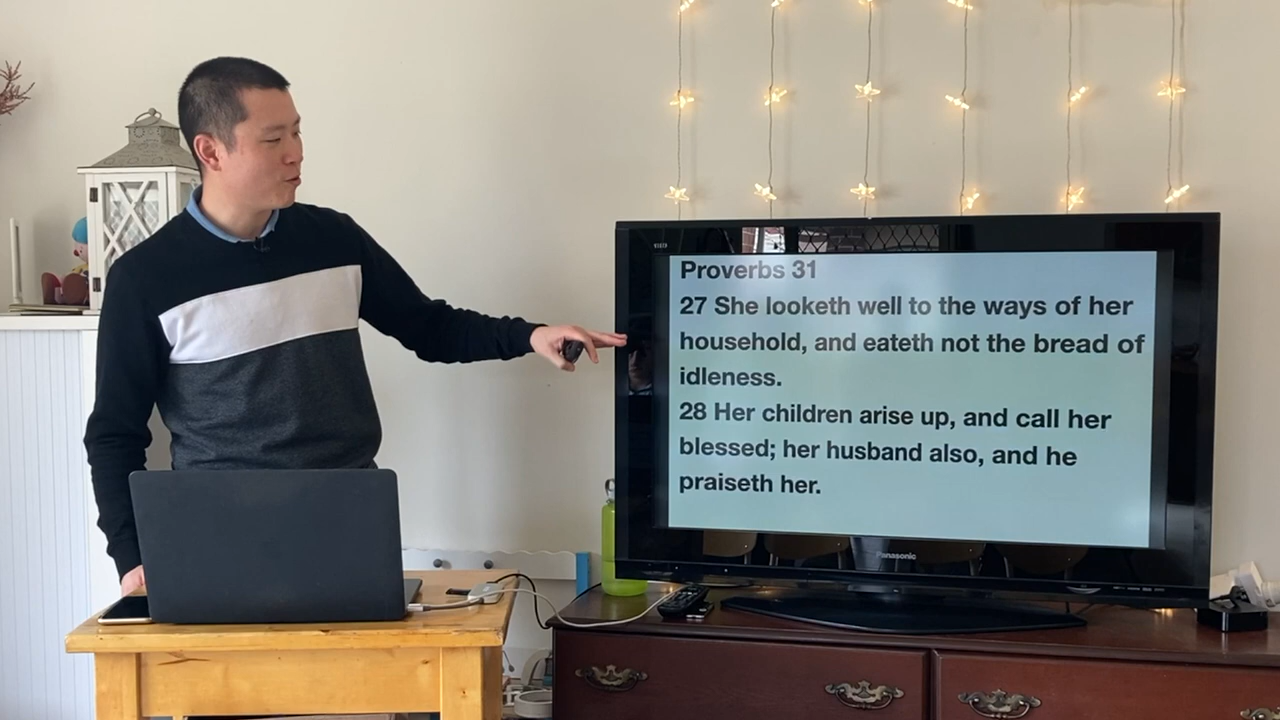 Proverbs 31
27 She looketh well to the ways of her
household, and eateth not the bread of
idleness.
28 Her children arise up, and call her
blessed; her husband also, and he
praiseth her.
Panasonic